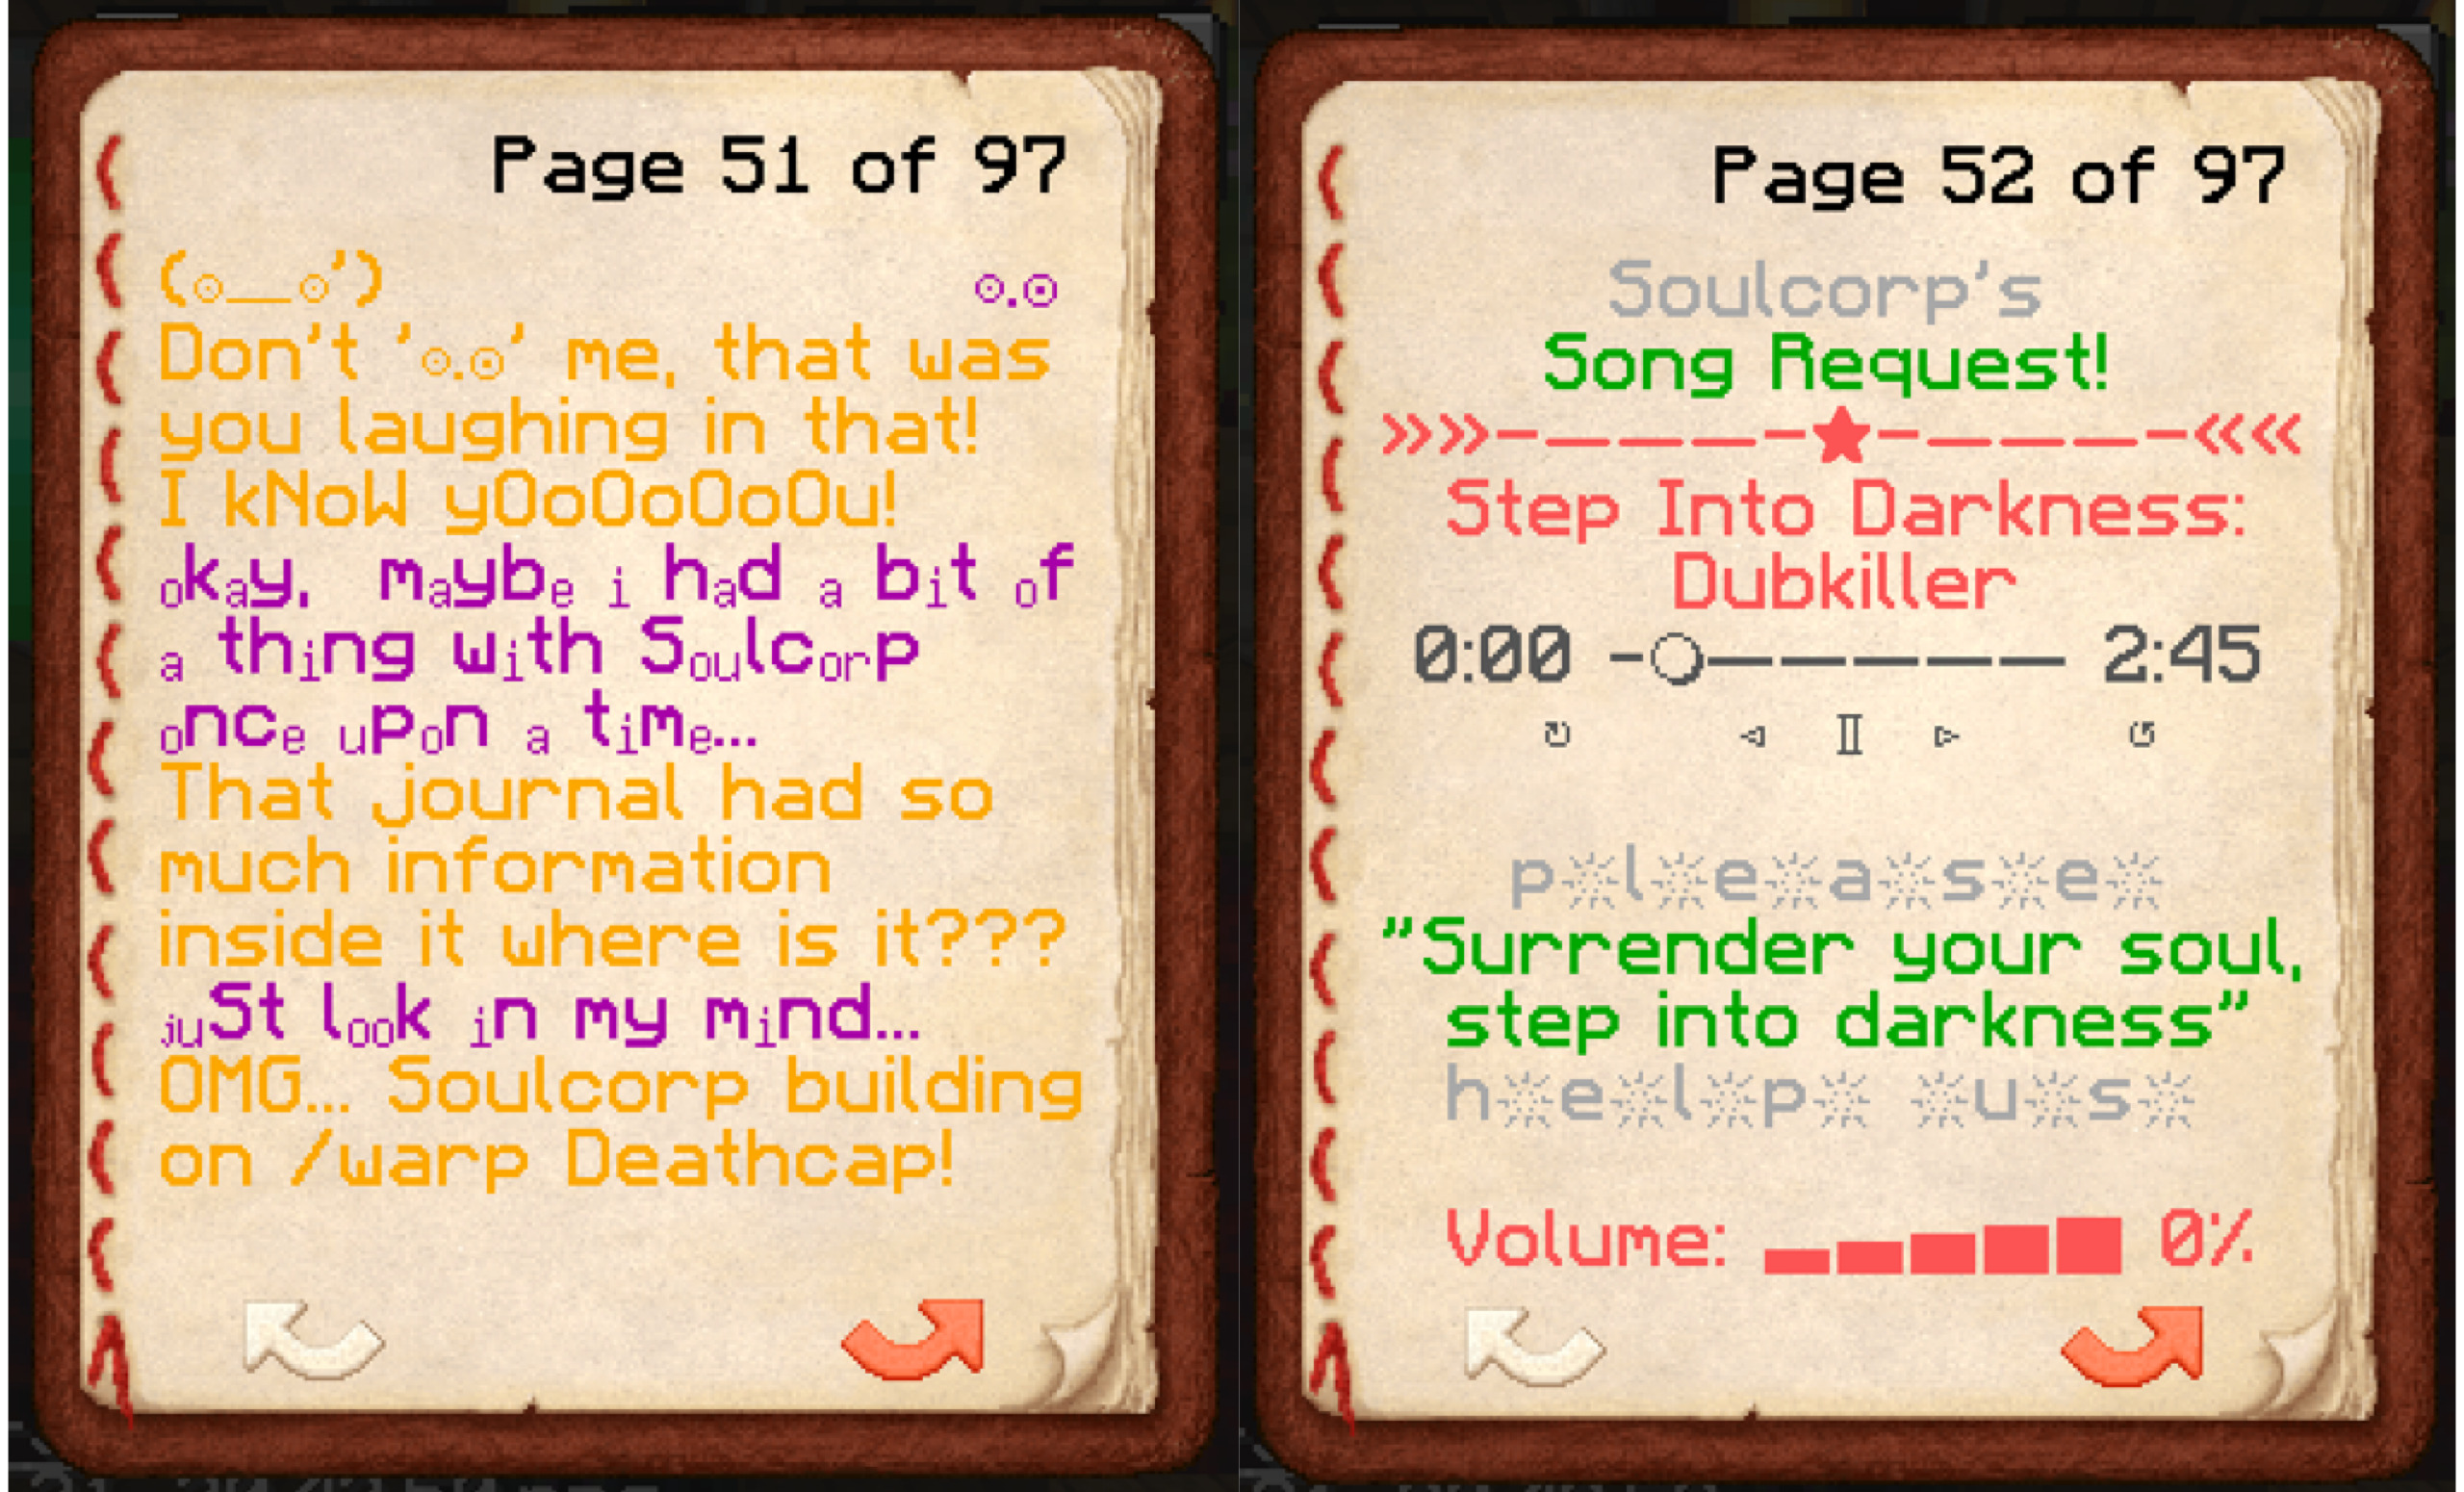 Page 51 of 97
(⊙__⊙') ⊙.⊙
Don't '⊙.⊙' me, that was
you laughing in that!
I kNoW yOoOoOoOu!
okay, maybe i had a bit of
a thing with Soulcorp
once upon a time...
That journal had so
much information
inside it where is it???
juSt look in my mind...
OMG... Soulcorp building
on /warp Deathcap!
Page 52 of 97
Soulcorp's
Song Request!
»»-————-★-————-««
Step Into Darkness:
Dubkiller
0:00 -○————— 2:45
↻ ◁ II ▷ ↺
p҉l҉e҉a҉s҉e҉
"Surrender your soul,
step into darkness"
h҉e҉l҉p҉ ҉u҉s҉
Volume: ▂▃▄▅▆ 0%